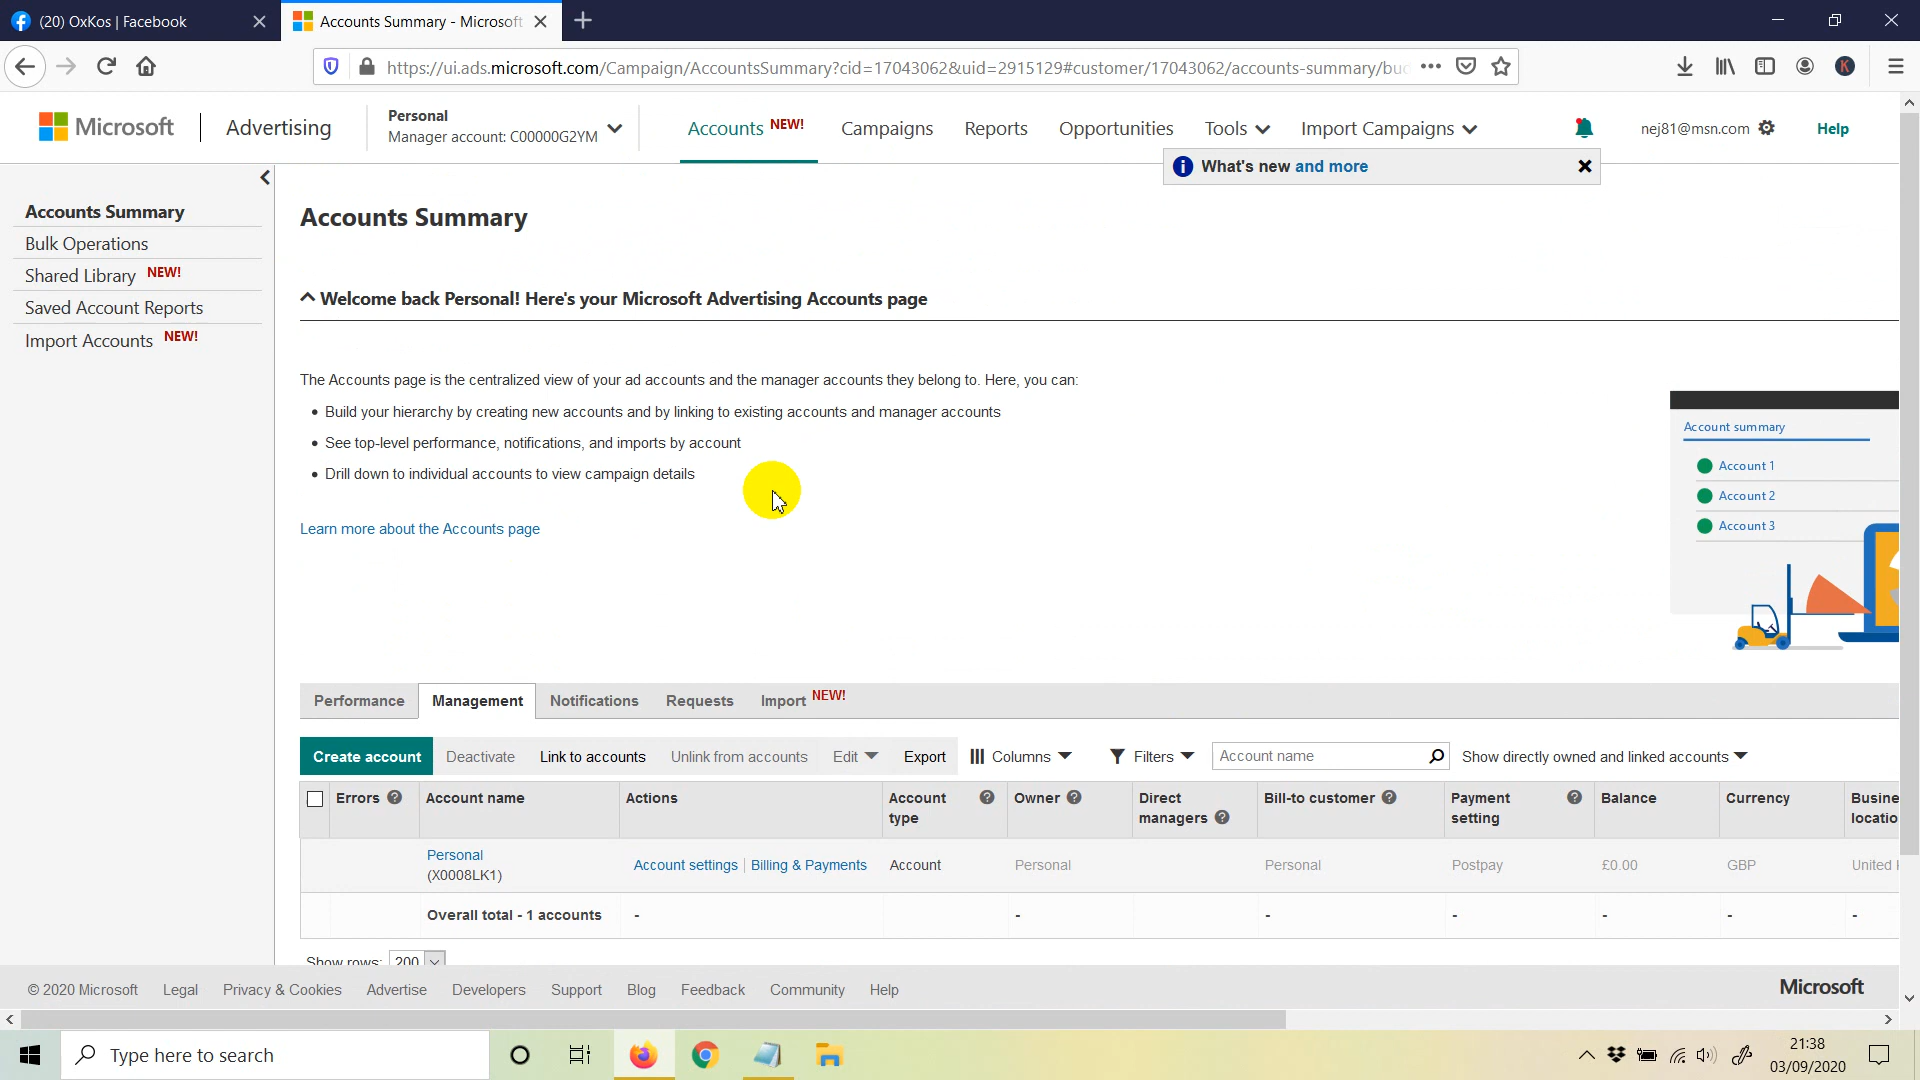 (20) OxKos | Facebook
Accounts Summary - Microsoft
https://ui.ads.microsoft.com/Campaign/AccountsSummary?cid=17043062&uid=2915129#customer/17043062/accounts-summary/bu
K
Microsoft
Advertising
Personal
Manager account: C00000G2YM
Accounts NEW!
Campaigns
Reports
Opportunities
Tools
Import Campaigns
nej81@msn.com
Help
What's new and more
Accounts Summary
Bulk Operations
Shared Library NEW!
Saved Account Reports
Import Accounts NEW!
Accounts Summary
Welcome back Personal! Here's your Microsoft Advertising Accounts page
The Accounts page is the centralized view of your ad accounts and the manager accounts they belong to. Here, you can:
• Build your hierarchy by creating new accounts and by linking to existing accounts and manager accounts
• See top-level performance, notifications, and imports by account
• Drill down to individual accounts to view campaign details
Learn more about the Accounts page
Account summary
Account 1
Account 2
Account 3
Performance Management Notifications Requests Import NEW!
Create account Deactivate Link to accounts Unlink from accounts Edit Export Columns Filters Account name Show directly owned and linked accounts
Errors Account name Actions Account type Owner Direct managers Bill-to customer Payment setting Balance Currency Busine locatio
Personal (X0008LK1) Account settings | Billing & Payments Account Personal Personal Postpay £0.00 GBP United
Overall total - 1 accounts - - - - - - -
Show rows: 200
© 2020 Microsoft Legal Privacy & Cookies Advertise Developers Support Blog Feedback Community Help
Microsoft
Type here to search
21:38
03/09/2020